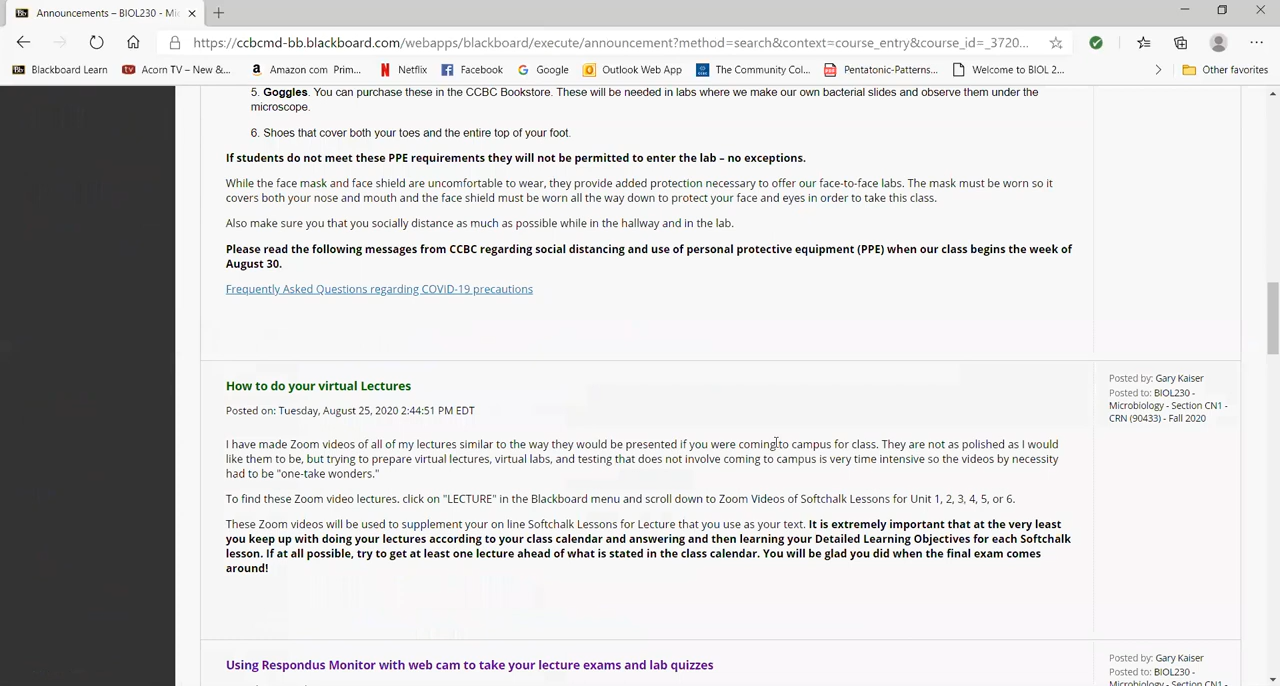 Announcements – BIOL230 - Mi
https://ccbcmd-bb.blackboard.com/webapps/blackboard/execute/announcement?method=search&context=course_entry&course_id=_3720...
Bb Blackboard Learn
tv Acorn TV – New &...
a Amazon com Prim...
N Netflix
f Facebook
G Google
Outlook Web App
The Community Col...
Pentatonic-Patterns...
Welcome to BIOL 2...
Other favorites
5. Goggles. You can purchase these in the CCBC Bookstore. These will be needed in labs where we make our own bacterial slides and observe them under the
microscope.
6. Shoes that cover both your toes and the entire top of your foot.
If students do not meet these PPE requirements they will not be permitted to enter the lab – no exceptions.
While the face mask and face shield are uncomfortable to wear, they provide added protection necessary to offer our face-to-face labs. The mask must be worn so it
covers both your nose and mouth and the face shield must be worn all the way down to protect your face and eyes in order to take this class.
Also make sure you that you socially distance as much as possible while in the hallway and in the lab.
Please read the following messages from CCBC regarding social distancing and use of personal protective equipment (PPE) when our class begins the week of
August 30.
Frequently Asked Questions regarding COVID-19 precautions
How to do your virtual Lectures
Posted on: Tuesday, August 25, 2020 2:44:51 PM EDT
Posted by: Gary Kaiser
Posted to: BIOL230 -
Microbiology - Section CN1 -
CRN (90433) - Fall 2020
I have made Zoom videos of all of my lectures similar to the way they would be presented if you were coming to campus for class. They are not as polished as I would
like them to be, but trying to prepare virtual lectures, virtual labs, and testing that does not involve coming to campus is very time intensive so the videos by necessity
had to be "one-take wonders."
To find these Zoom video lectures. click on "LECTURE" in the Blackboard menu and scroll down to Zoom Videos of Softchalk Lessons for Unit 1, 2, 3, 4, 5, or 6.
These Zoom videos will be used to supplement your on line Softchalk Lessons for Lecture that you use as your text. It is extremely important that at the very least
you keep up with doing your lectures according to your class calendar and answering and then learning your Detailed Learning Objectives for each Softchalk
lesson. If at all possible, try to get at least one lecture ahead of what is stated in the class calendar. You will be glad you did when the final exam comes
around!
Using Respondus Monitor with web cam to take your lecture exams and lab quizzes
Posted by: Gary Kaiser
Posted to: BIOL230 -
Microbiology - Section CN1 -